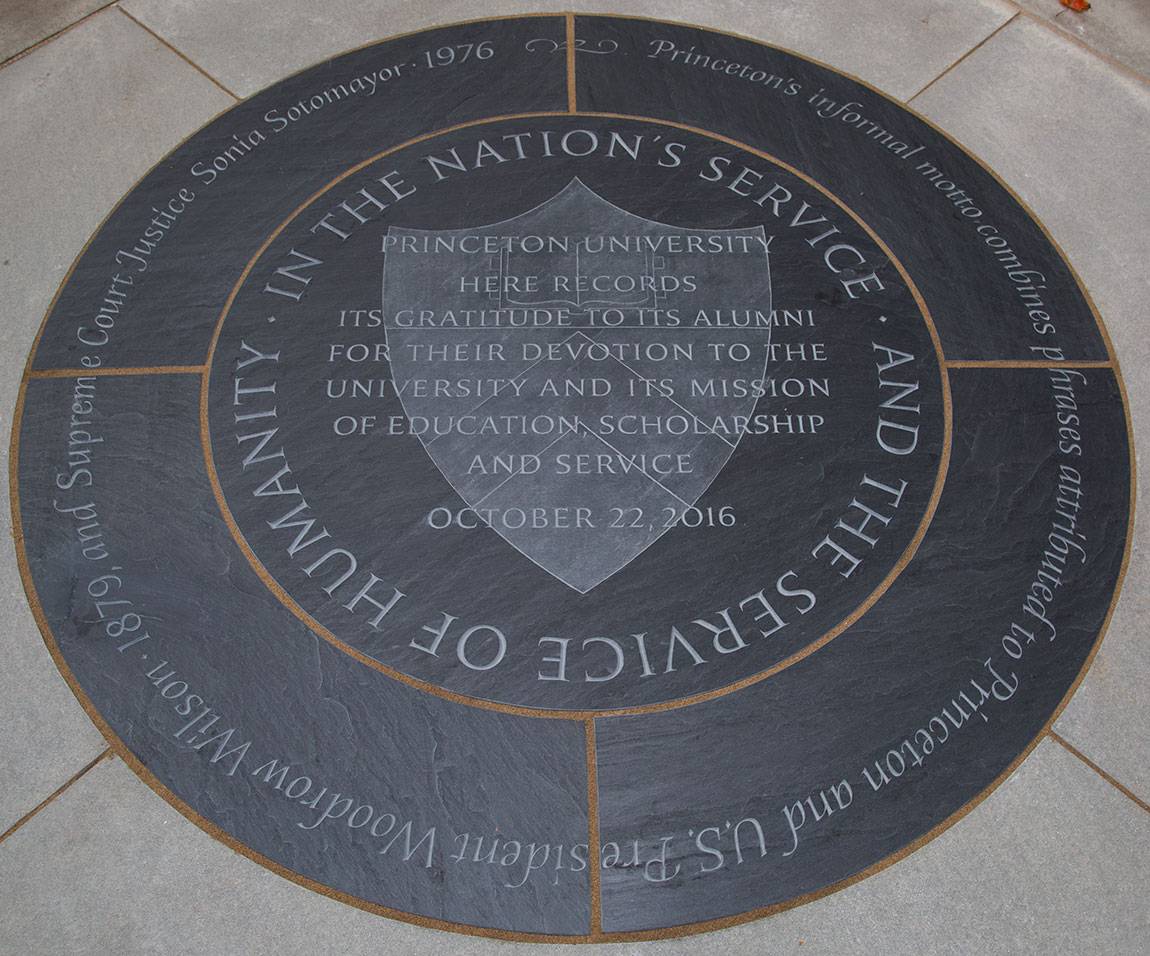 Princeton's informal motto combines phrases attributed to Princeton and U.S. President Woodrow Wilson · 1879, and Supreme Court Justice Sonia Sotomayor · 1976
IN THE NATION'S SERVICE · AND THE SERVICE OF HUMANITY ·
PRINCETON UNIVERSITY
HERE RECORDS
ITS GRATITUDE TO ITS ALUMNI
FOR THEIR DEVOTION TO THE
UNIVERSITY AND ITS MISSION
OF EDUCATION, SCHOLARSHIP
AND SERVICE
OCTOBER 22, 2016